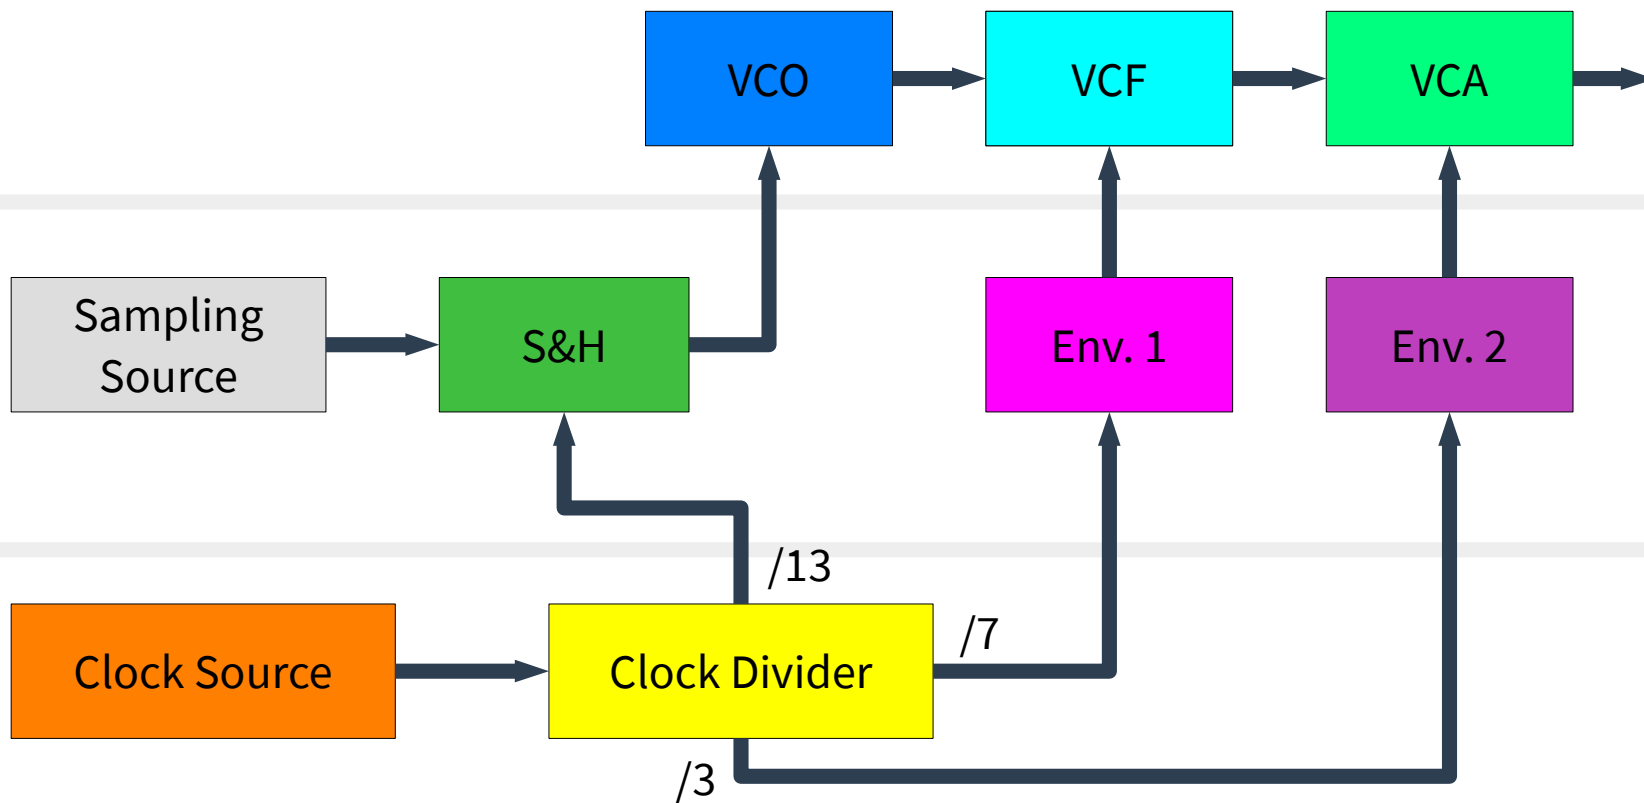 VCO
VCF
VCA
Sampling
Source
S&H
Env. 1
Env. 2
/13
/7
Clock Source
Clock Divider
/3